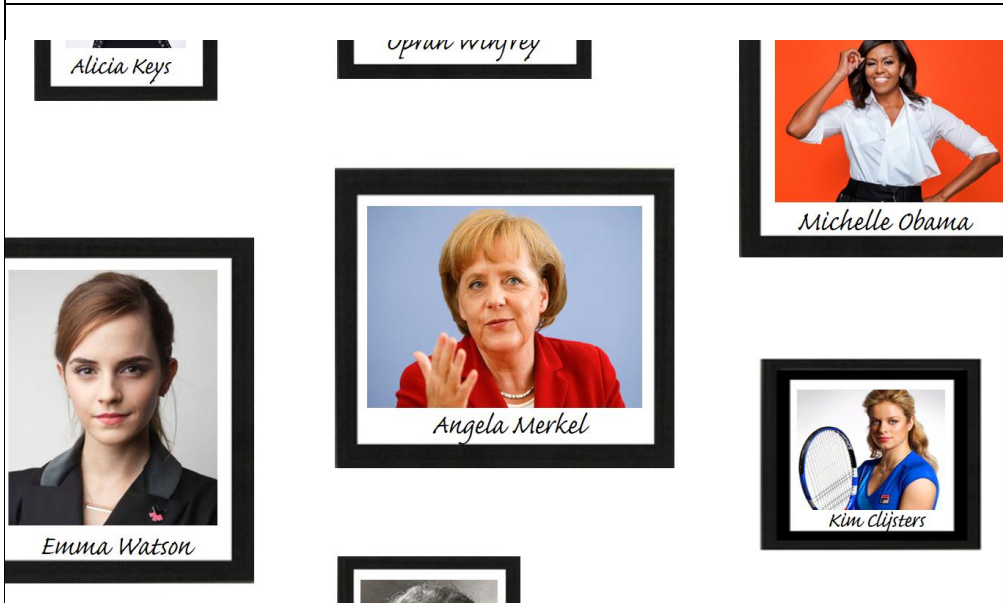 Alicia Keys
Oprah Winfrey
Michelle Obama
Angela Merkel
Emma Watson
Kim Clijsters